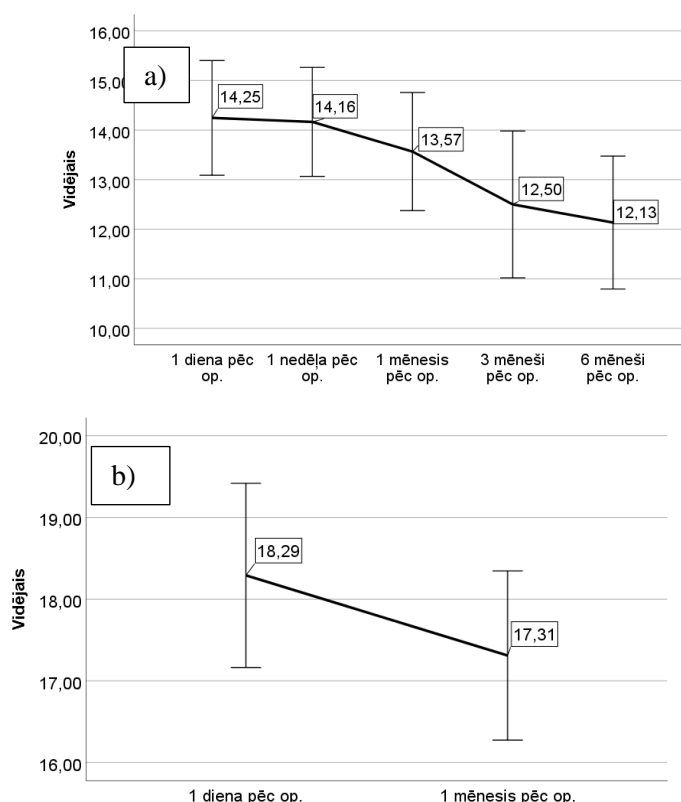 16,00
a)
15,00
14,25
14,16
14,00
13,57
13,00
12,50
12,13
12,00
11,00
10,00
Vidējais
1 diena pēc
op.
1 nedēļa pēc
op.
1 mēnesis
pēc op.
3 mēneši
pēc op.
6 mēneši
pēc op.
20,00
b)
19,00
18,29
18,00
17,31
17,00
16,00
Vidējais
1 diena pēc op.
1 mēnesis pēc op.